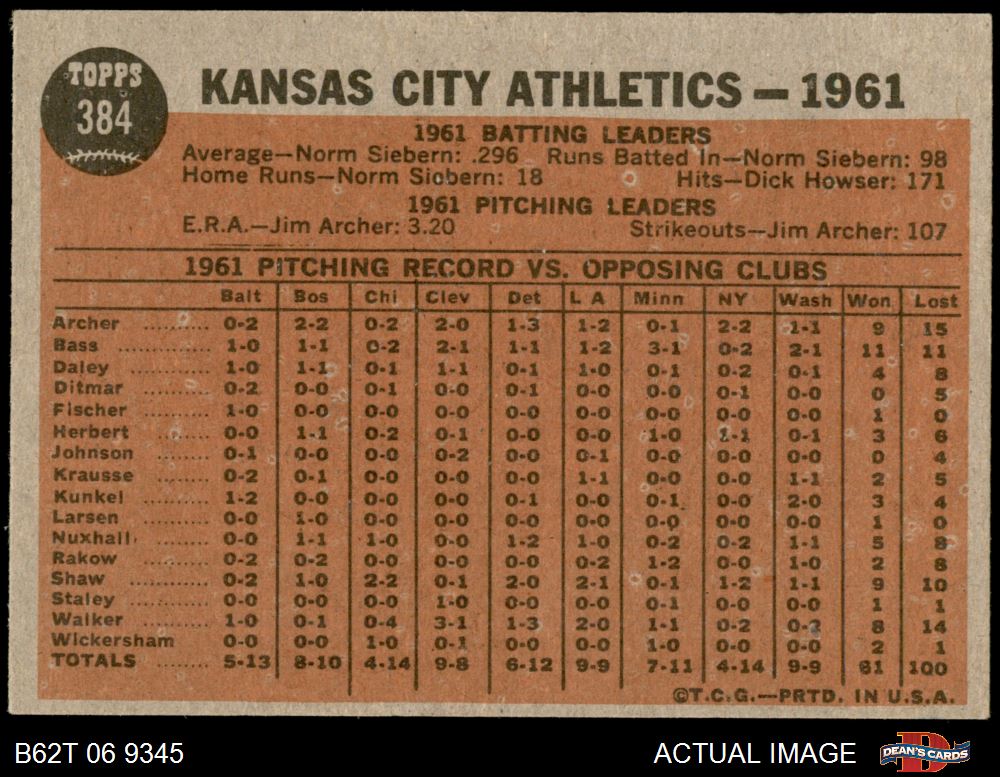 TOPPS
384
KANSAS CITY ATHLETICS — 1961
1961 BATTING LEADERS
Average—Norm Siebern: .296 Runs Batted In—Norm Siebern: 98
Home Runs—Norm Siebern: 18 Hits—Dick Howser: 171
1961 PITCHING LEADERS
E.R.A.—Jim Archer: 3.20 Strikeouts—Jim Archer: 107
1961 PITCHING RECORD VS. OPPOSING CLUBS
Balt Bos Chi Clev Det L A Minn NY Wash Won Lost
Archer ........... 0-2 2-2 0-2 2-0 1-3 1-2 0-1 2-2 1-1 9 15
Bass ............... 1-0 1-1 0-2 2-1 1-1 1-2 3-1 0-2 2-1 11 11
Daley ............. 1-0 1-1 0-1 1-1 0-1 1-0 0-1 0-2 0-1 4 8
Ditmar ........... 0-2 0-0 0-1 0-0 0-1 0-0 0-0 0-1 0-0 0 5
Fischer .......... 1-0 0-0 0-0 0-0 0-0 0-0 0-0 0-0 0-0 1 0
Herbert .......... 0-0 1-1 0-2 0-1 0-0 0-0 1-0 1-1 0-1 3 6
Johnson ......... 0-1 0-0 0-0 0-2 0-0 0-1 0-0 0-0 0-0 0 4
Krausse ......... 0-2 0-1 0-0 0-0 0-0 1-1 0-0 0-0 1-1 2 5
Kunkel ........... 1-2 0-0 0-0 0-0 0-1 0-0 0-1 0-0 2-0 3 4
Larsen ........... 0-0 1-0 0-0 0-0 0-0 0-0 0-0 0-0 0-0 1 0
Nuxhall .......... 0-0 1-1 1-0 0-0 1-2 1-0 0-2 0-2 1-1 5 8
Rakow ............ 0-2 0-2 0-0 0-0 0-0 0-2 1-2 0-0 1-0 2 8
Shaw .............. 0-2 1-0 2-2 0-1 2-0 2-1 0-1 1-2 1-1 9 10
Staley ............ 0-0 0-0 0-0 1-0 0-0 0-0 0-1 0-0 0-0 1 1
Walker ........... 1-0 0-1 0-4 3-1 1-3 2-0 1-1 0-2 0-2 8 14
Wickersham 0-0 0-0 1-0 0-1 0-0 0-0 1-0 0-0 0-0 2 1
TOTALS ........ 5-13 8-10 4-14 9-8 6-12 9-9 7-11 4-14 9-9 61 100
©T.C.G.—PRTD. IN U.S.A.
B62T 06 9345 ACTUAL IMAGE DEAN'S CARDS